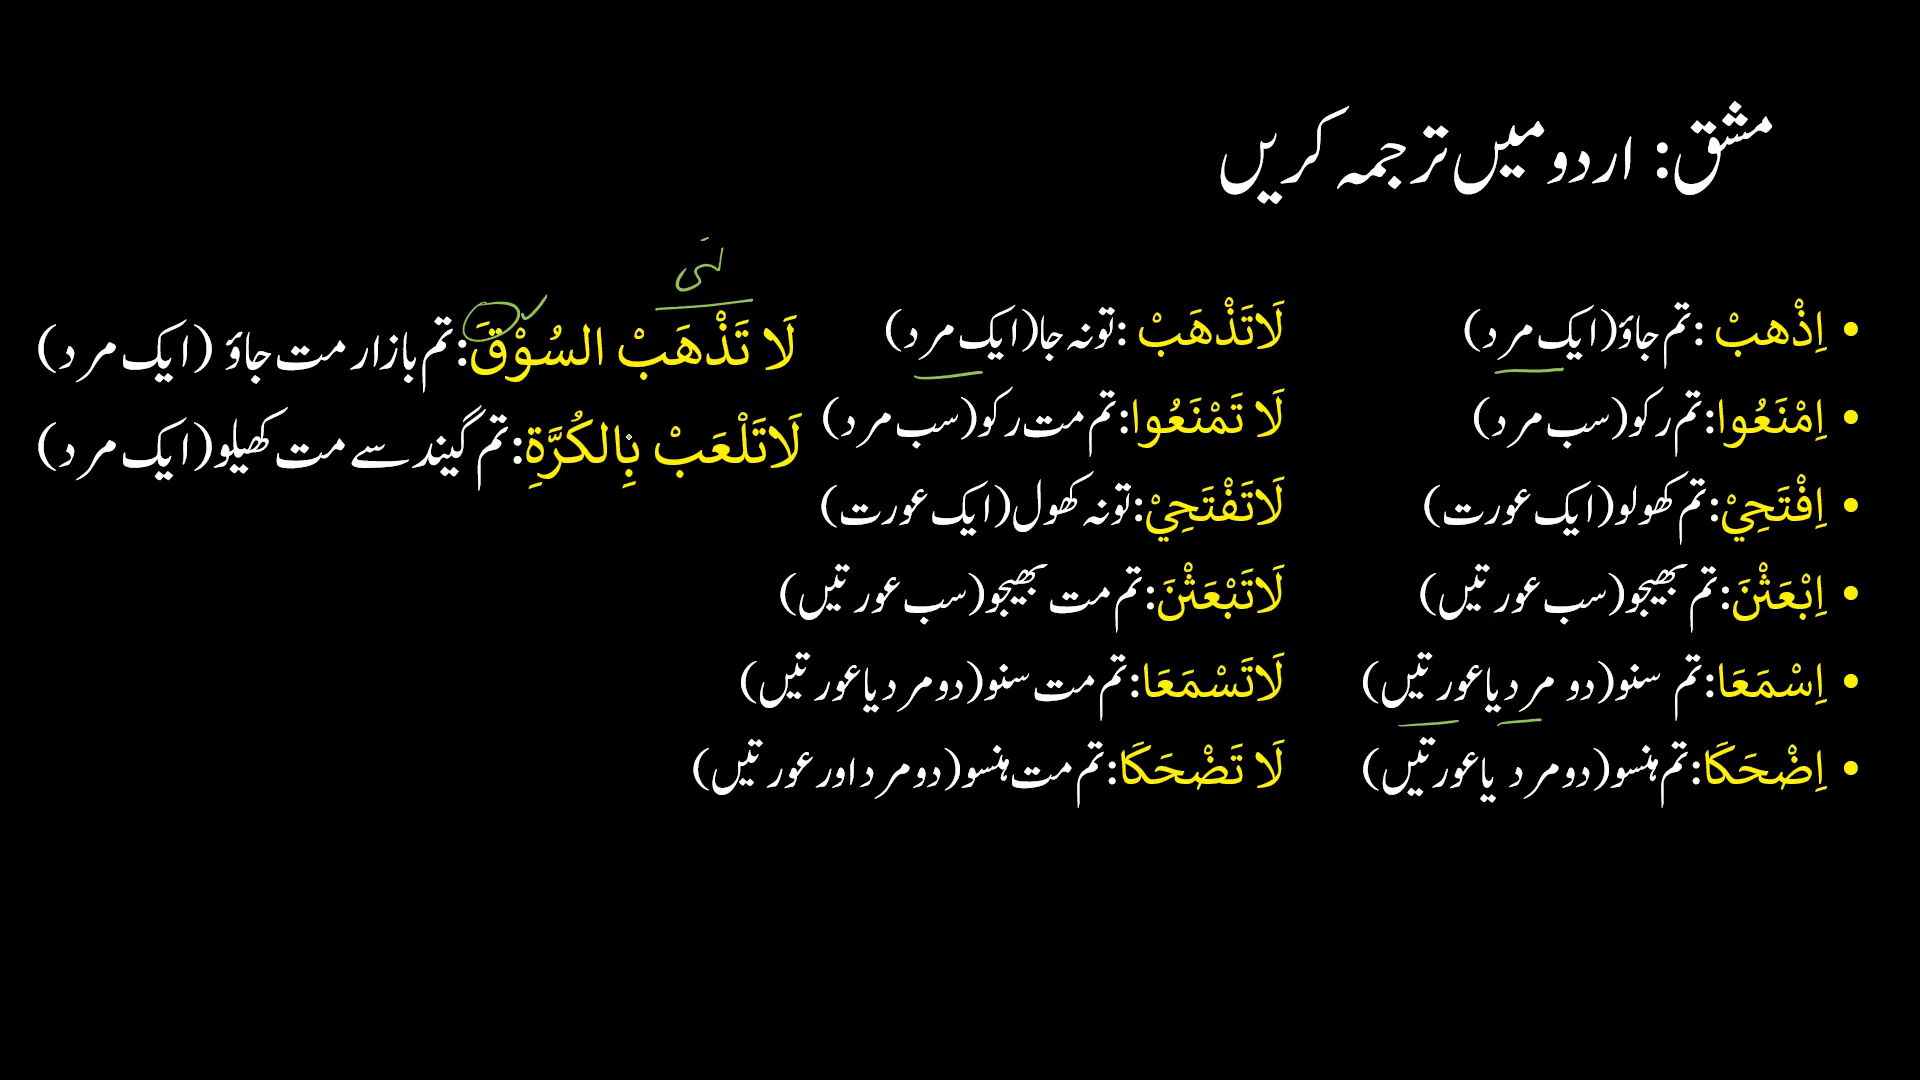 مشق: اردو میں ترجمہ کریں
• اِذْهبْ :تم جاؤ(ایک مرد)
• اِمْنَعُوا:تم رکو(سب مرد)
• اِفْتَحِيْ:تم کھولو(ایک عورت)
• اِبْعَثْنَ:تم بھیجو(سب عورتیں)
• اِسْمَعَا:تم سنو(دو مرد یا عورتیں)
• اِضْحَكَا:تم ہنسو(دو مرد یا عورتیں)
لَاتَذْهَبْ :تو نہ جا(ایک مرد)
لَا تَمْنَعُوا:تم مت رکو(سب مرد)
لَاتَفْتَحِيْ:تو نہ کھول(ایک عورت)
لَاتَبْعَثْنَ:تم مت بھیجو(سب عورتیں)
لَاتَسْمَعَا:تم مت سنو(دو مرد یا عورتیں)
لَا تَضْحَكَا:تم مت ہنسو(دو مرد اور عورتیں)
لَا تَذْهَبْ السُوْقَ:تم بازار مت جاؤ (ایک مرد)
لَاتَلْعَبْ بِالكُرَّةِ:تم گیند سے مت کھیلو(ایک مرد)